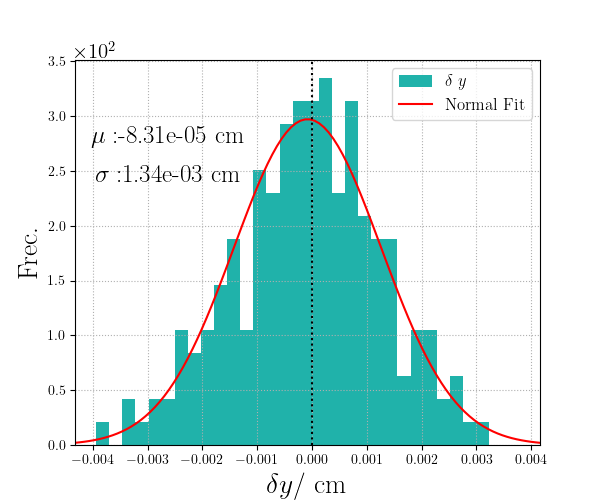 ×10²
3.5
3.0
2.5
2.0
1.5
1.0
0.5
0.0
Frec.
μ :-8.31e-05 cm
σ :1.34e-03 cm
δ y
Normal Fit
−0.004 −0.003 −0.002 −0.001 0.000 0.001 0.002 0.003 0.004
δy/ cm